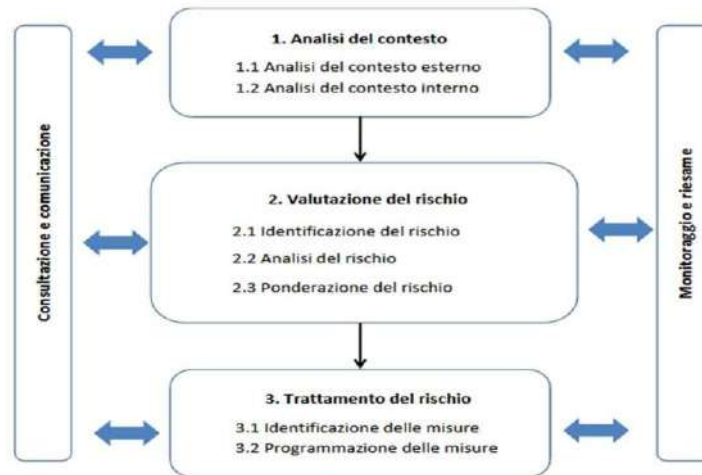 Consultazione e comunicazione
1. Analisi del contesto
1.1 Analisi del contesto esterno
1.2 Analisi del contesto interno
2. Valutazione del rischio
2.1 Identificazione del rischio
2.2 Analisi del rischio
2.3 Ponderazione del rischio
3. Trattamento del rischio
3.1 Identificazione delle misure
3.2 Programmazione delle misure
Monitoraggio e riesame